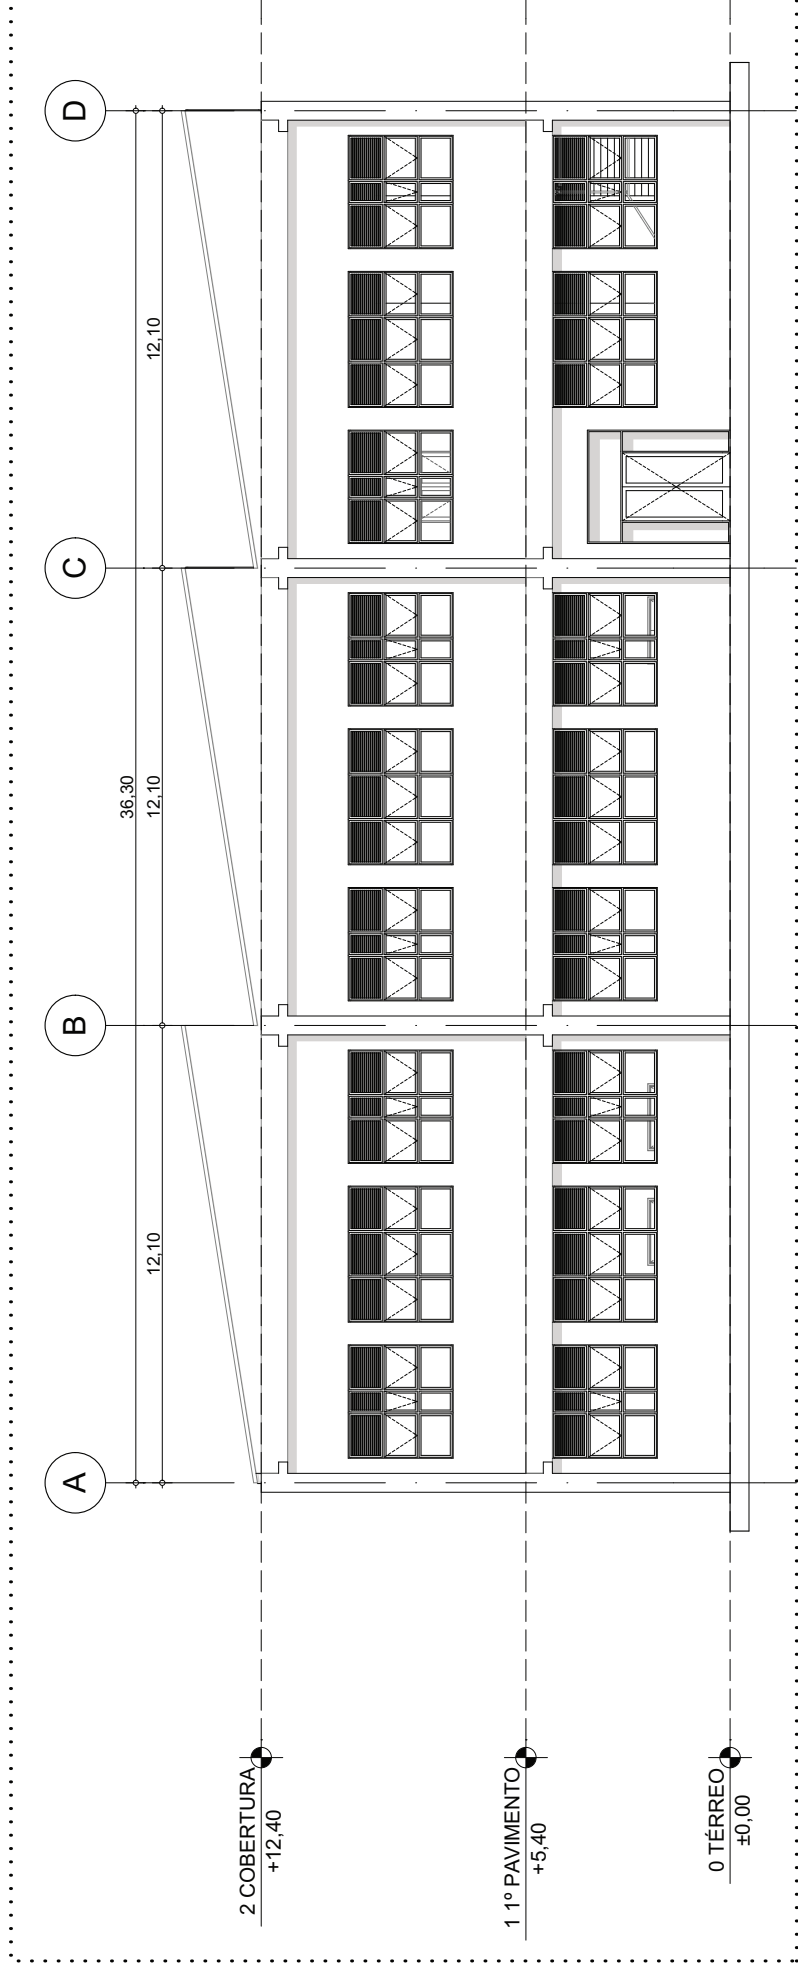 A
B
C
D
36,30
12,10
12,10
12,10
2 COBERTURA
+12,40
1 1º PAVIMENTO
+5,40
0 TÉRREO
±0,00